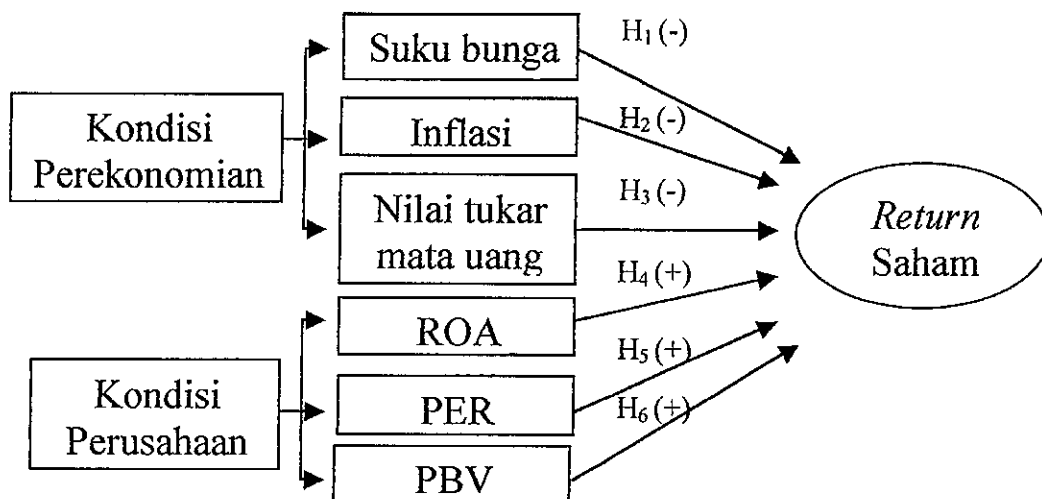 Kondisi
Perekonomian
Suku bunga
Inflasi
Nilai tukar
mata uang
H₁ (-)
H₂ (-)
H₃ (-)
Kondisi
Perusahaan
ROA
PER
PBV
H₄ (+)
H₅ (+)
H₆ (+)
Return
Saham